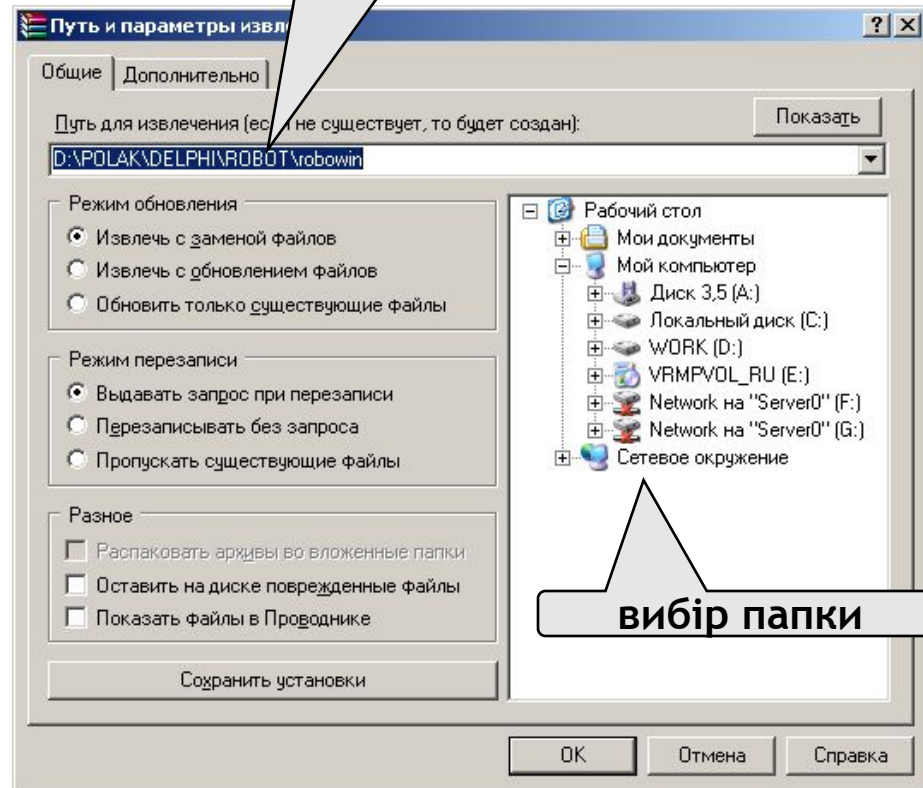 Путь и параметры извле
Общие Дополнительно
Путь для извлечения (если не существует, то будет создан):
Показать
D:\POLAK\DELPHI\ROBOT\robowin
Режим обновления
Извлечь с заменой файлов
Извлечь с обновлением файлов
Обновить только существующие файлы
Режим перезаписи
Выдавать запрос при перезаписи
Перезаписывать без запроса
Пропускать существующие файлы
Разное
Распаковать архивы во вложенные папки
Оставить на диске поврежденные файлы
Показать файлы в Проводнике
Сохранить установки
Рабочий стол
Мои документы
Мой компьютер
Диск 3,5 (A:)
Локальный диск (C:)
WORK (D:)
VRMPVOL_RU (E:)
Network на "Server0" (F:)
Network на "Server0" (G:)
Сетевое окружение
вибір папки
OK Отмена Справка